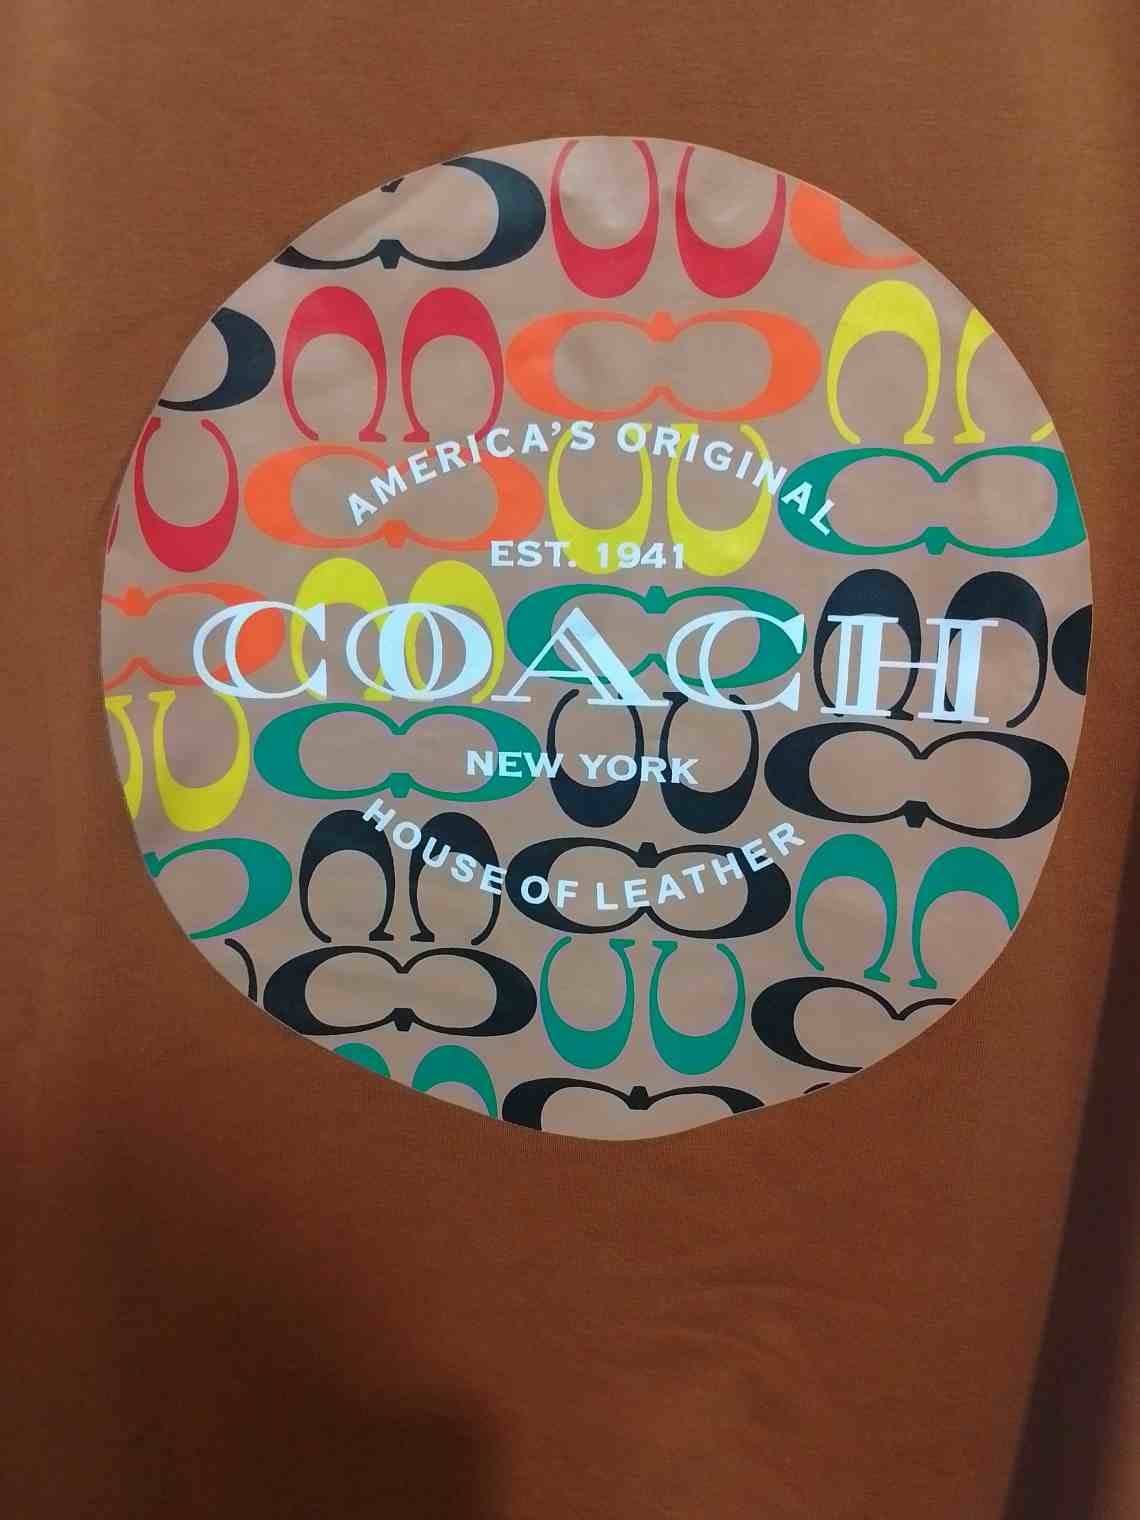 AMERICA'S ORIGINAL
EST. 1941
COACH
NEW YORK
HOUSE OF LEATHER